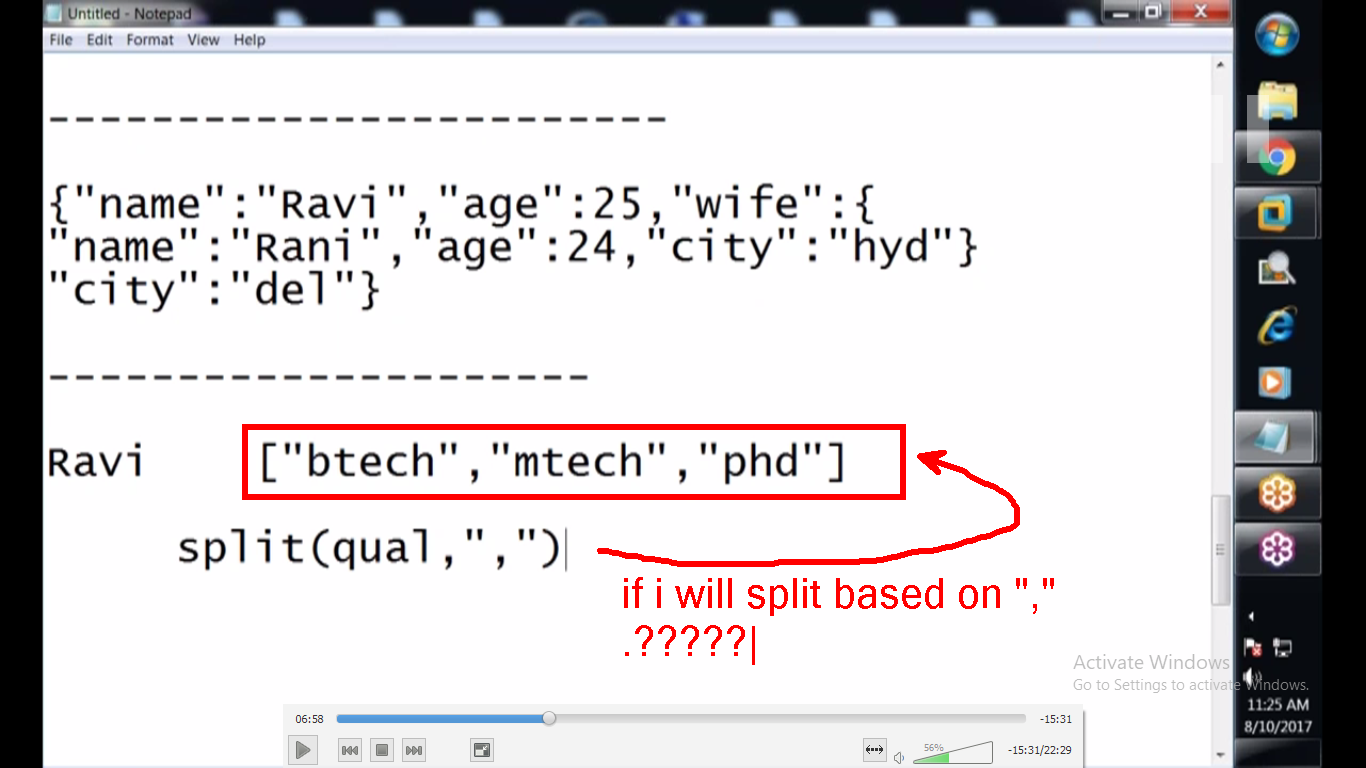 Untitled - Notepad
File Edit Format View Help
------------------------
{"name":"Ravi","age":25,"wife":{
"name":"Rani","age":24,"city":"hyd"}
"city":"del"}
---------------------
Ravi ["btech","mtech","phd"]
split(qual,",")
if i will split based on ","
.?????|
Activate Windows
Go to Settings to activate Windows.
11:25 AM
8/10/2017
06:58 -15:31
56% -15:31/22:29